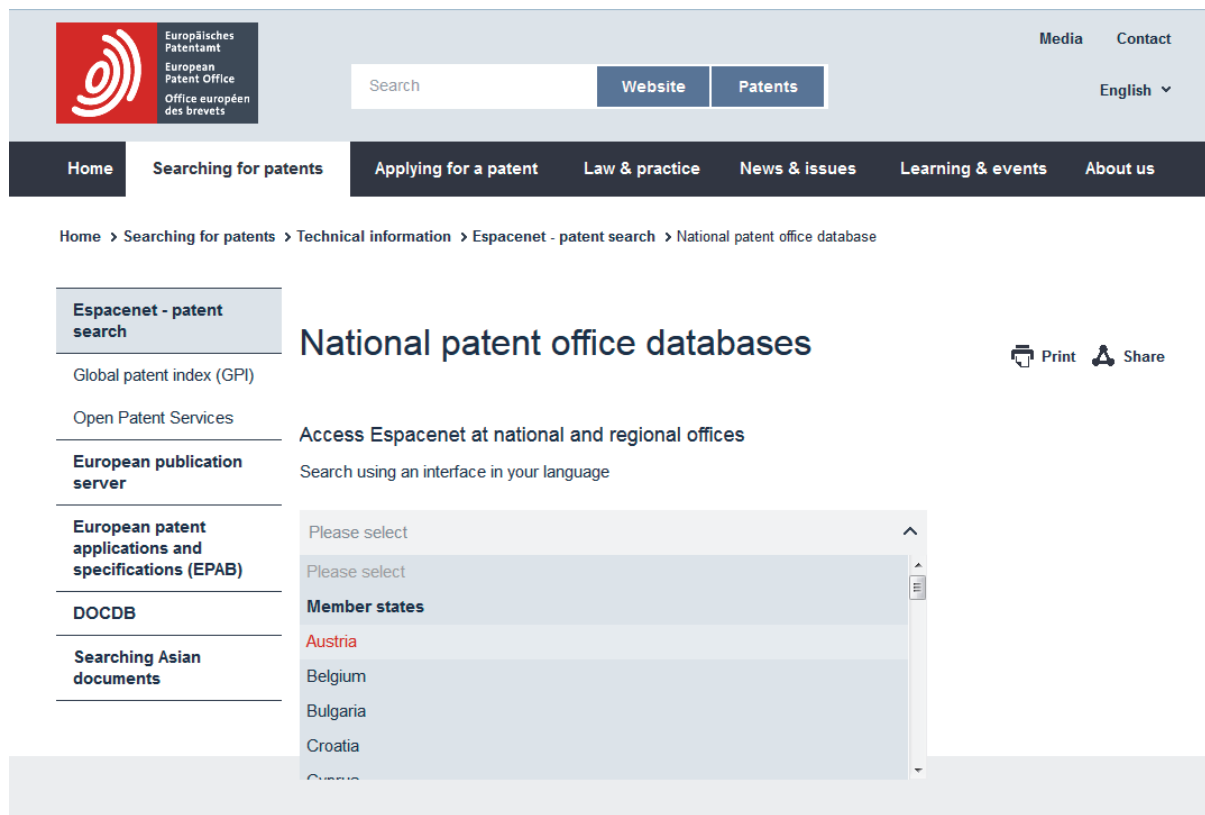 Europäisches
Patentamt
European
Patent Office
Office européen
des brevets
Media Contact
Search Website Patents
English
Home Searching for patents Applying for a patent Law & practice News & issues Learning & events About us
Home > Searching for patents > Technical information > Espacenet - patent search > National patent office database
Espacenet - patent
search
Global patent index (GPI)
Open Patent Services
European publication
server
European patent
applications and
specifications (EPAB)
DOCDB
Searching Asian
documents
National patent office databases
Print Share
Access Espacenet at national and regional offices
Search using an interface in your language
Please select
Please select
Member states
Austria
Belgium
Bulgaria
Croatia
Cyprus